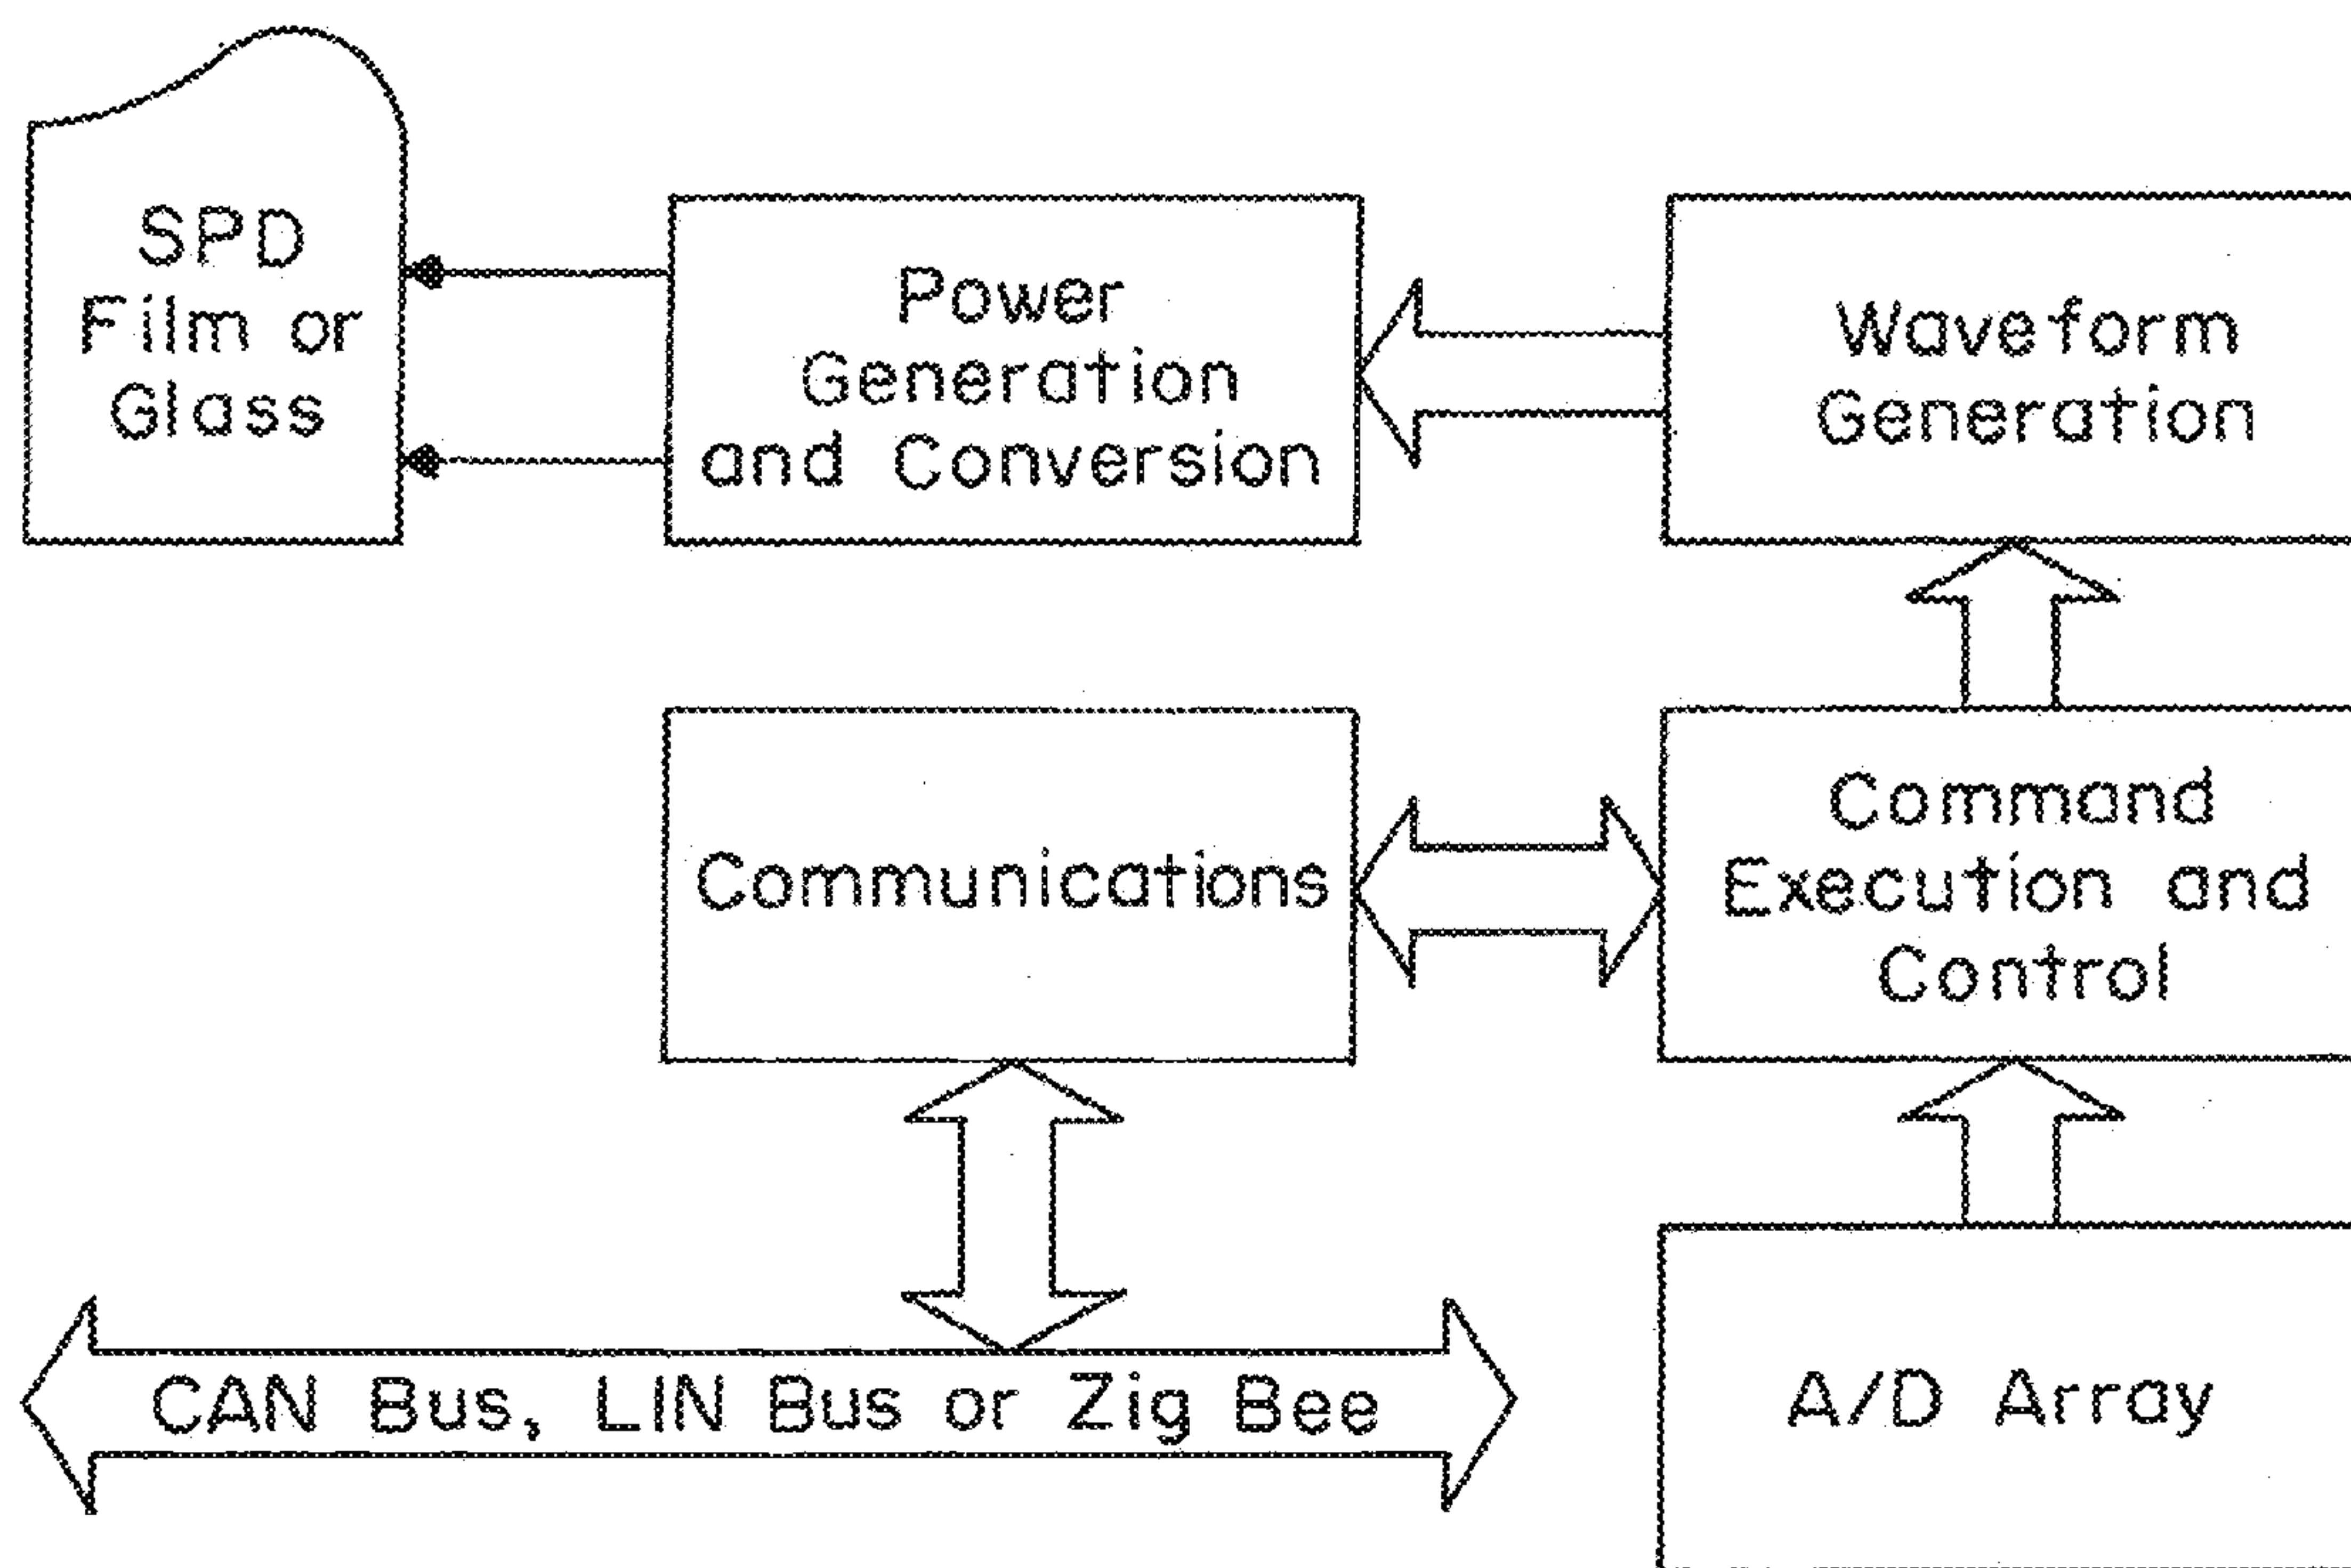 SPD
Film or
Glass
Power
Generation
and Conversion
Waveform
Generation
Communications
Command
Execution and
Control
CAN Bus, LIN Bus or Zig Bee
A/D Array